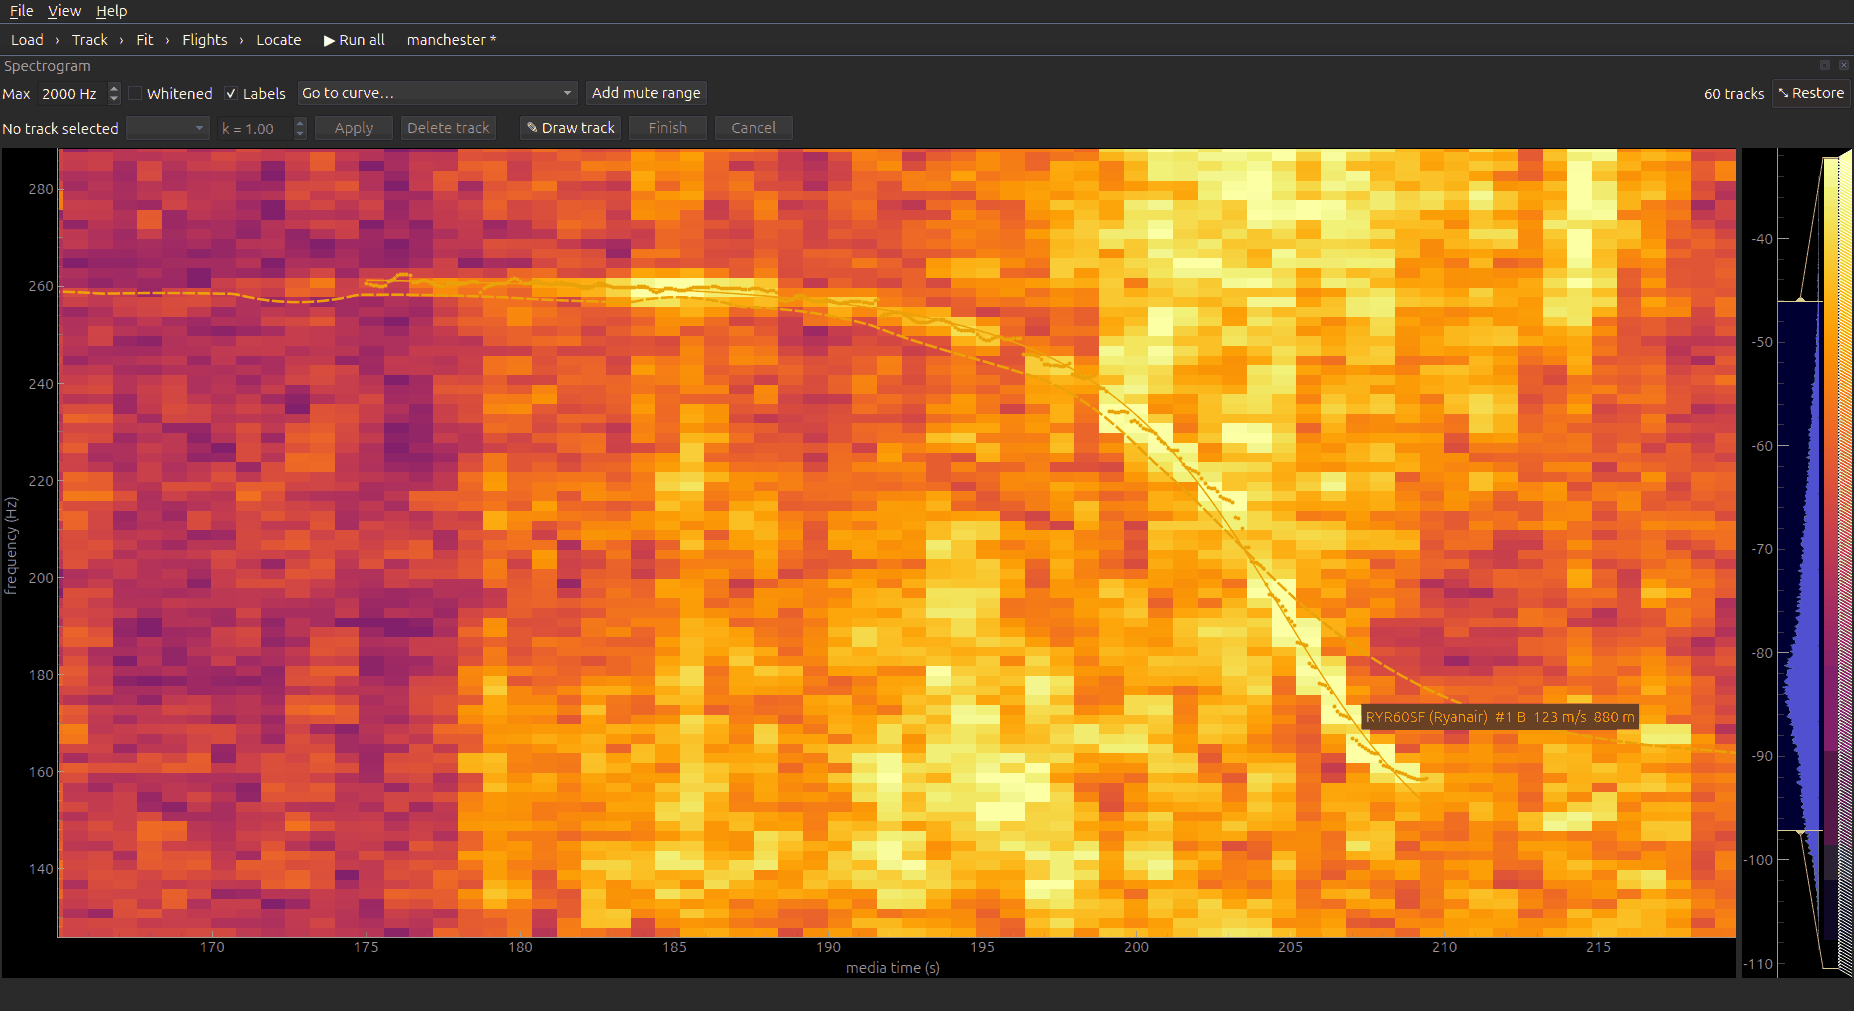 File View Help
Load › Track › Fit › Flights › Locate ▶ Run all manchester *
Spectrogram
Max 2000 Hz Whitened ✓ Labels Go to curve... Add mute range 60 tracks ⤡ Restore
No track selected k = 1.00 Apply Delete track ✎ Draw track Finish Cancel
280
260
240
220
200
180
160
140
frequency (Hz)
RYR60SF (Ryanair) #1 B 123 m/s 880 m
170 175 180 185 190 195 200 205 210 215
media time (s)
-40
-50
-60
-70
-80
-90
-100
-110